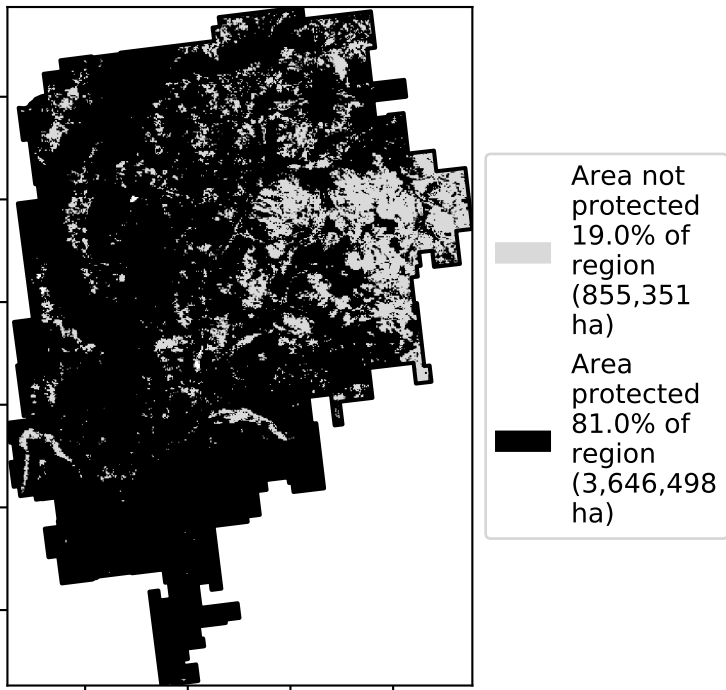 Area not
protected
19.0% of
region
(855,351
ha)
Area
protected
81.0% of
region
(3,646,498
ha)